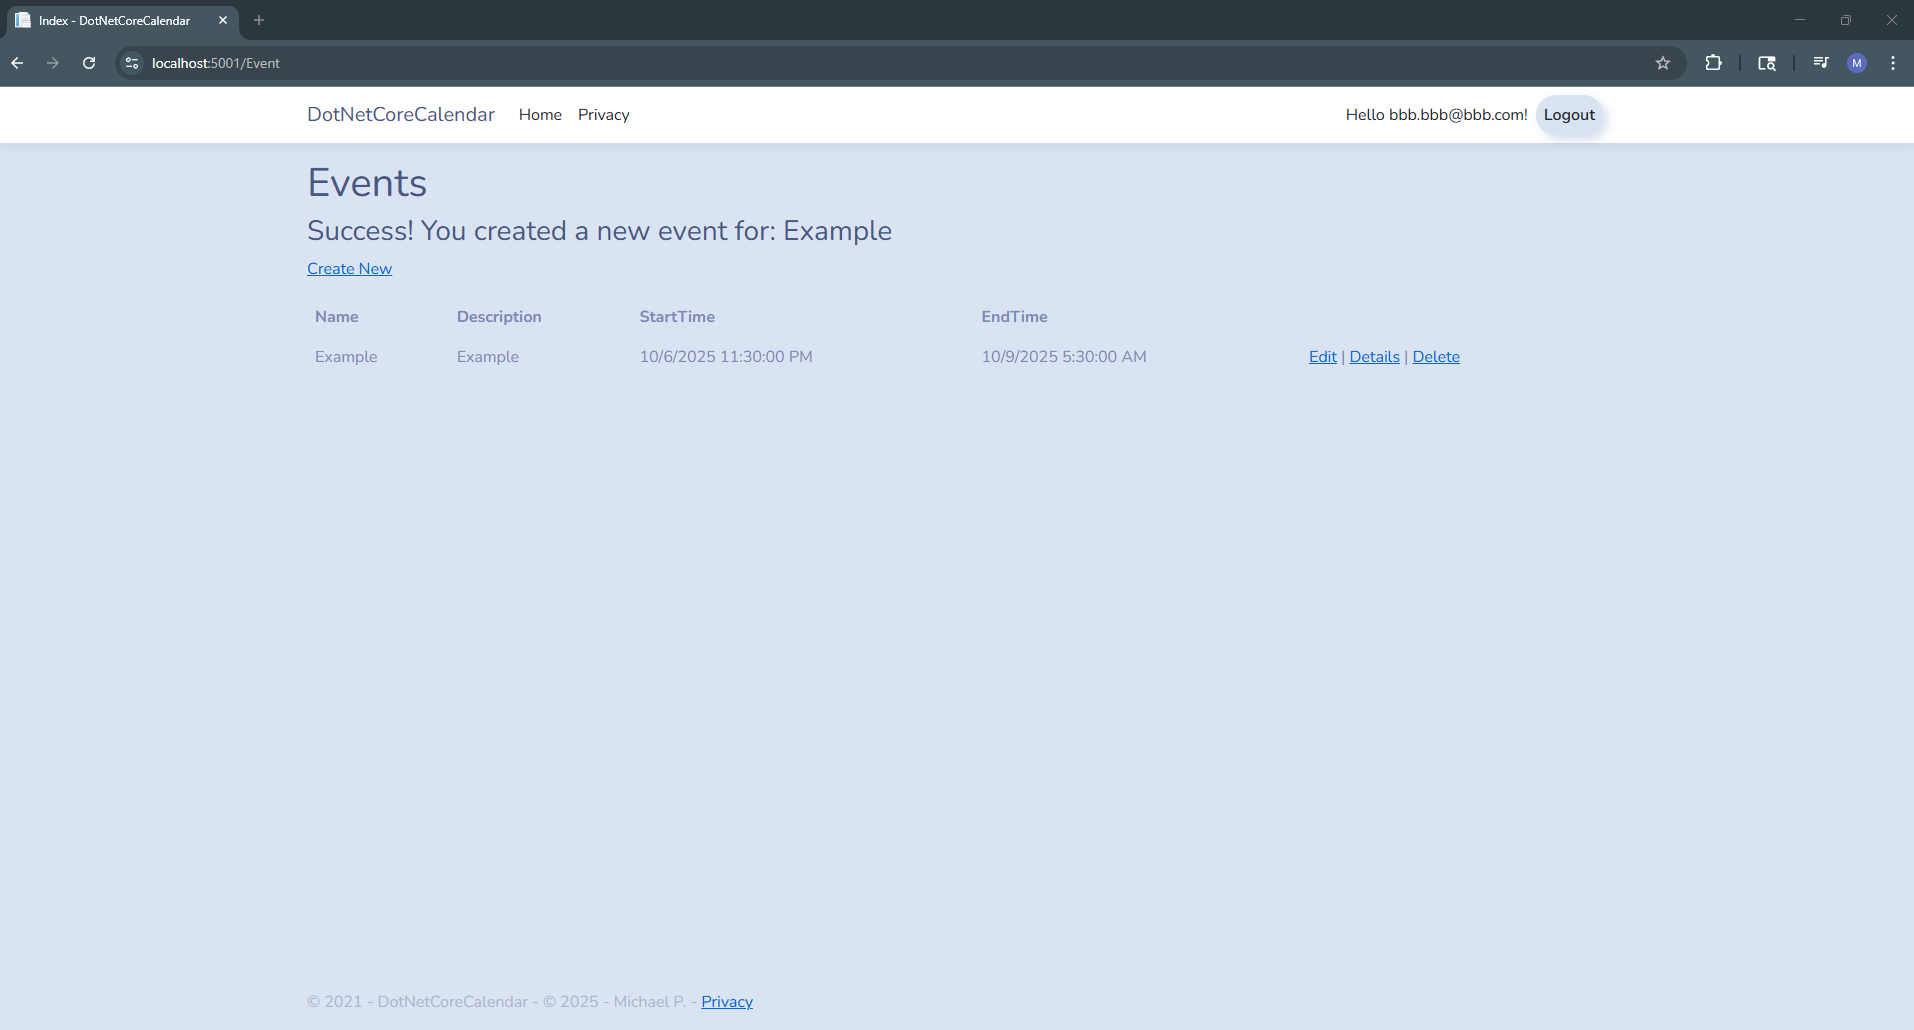 Index - DotNetCoreCalendar
localhost:5001/Event
M
DotNetCoreCalendar Home Privacy Hello bbb.bbb@bbb.com! Logout
Events
Success! You created a new event for: Example
Create New
Name Description StartTime EndTime
Example Example 10/6/2025 11:30:00 PM 10/9/2025 5:30:00 AM Edit | Details | Delete
© 2021 - DotNetCoreCalendar - © 2025 - Michael P. - Privacy